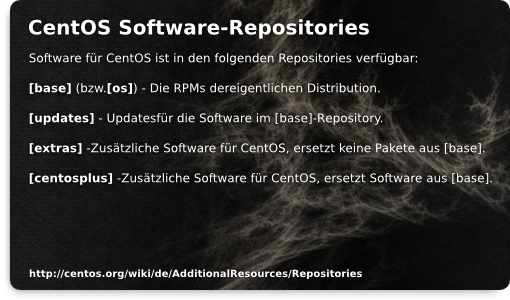 CentOS Software-Repositories
Software für CentOS ist in den folgenden Repositories verfügbar:
[base] (bzw.[os]) - Die RPMs dereigentlichen Distribution.
[updates] - Updatesfür die Software im [base]-Repository.
[extras] -Zusätzliche Software für CentOS, ersetzt keine Pakete aus [base].
[centosplus] -Zusätzliche Software für CentOS, ersetzt Software aus [base].
http://centos.org/wiki/de/AdditionalResources/Repositories